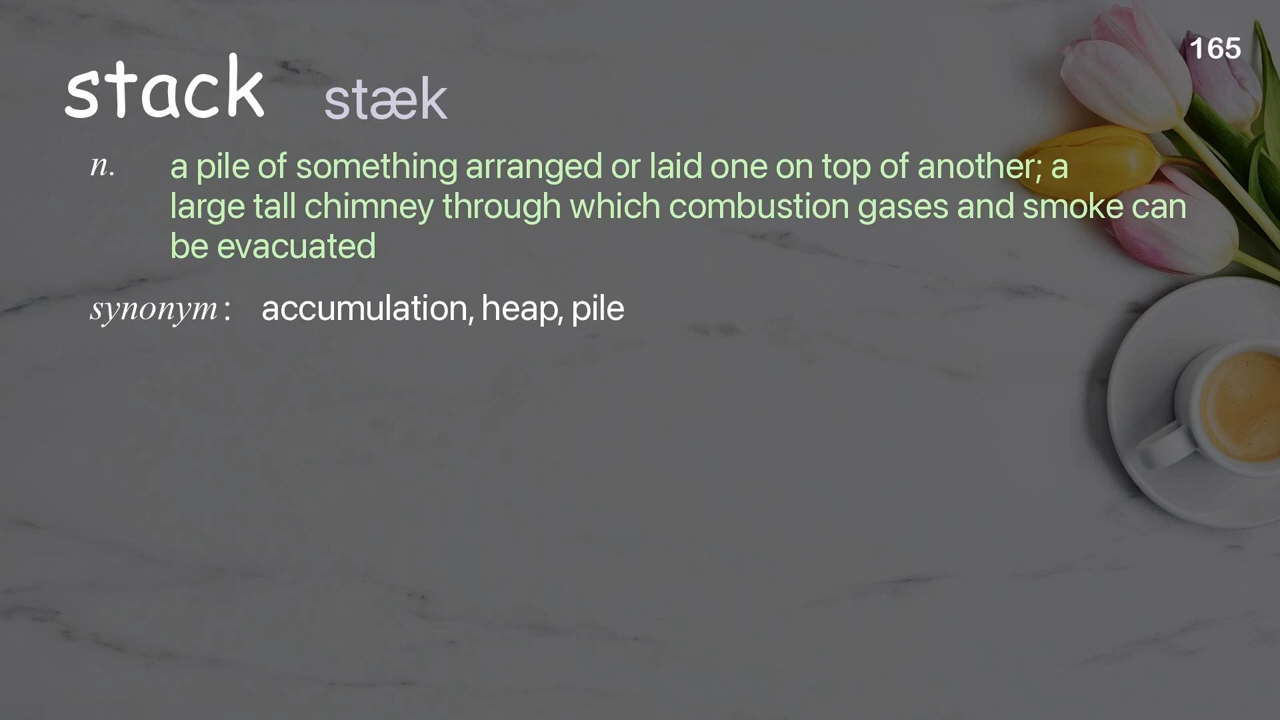 165
stack stæk
n. a pile of something arranged or laid one on top of another; a
large tall chimney through which combustion gases and smoke can
be evacuated
synonym: accumulation, heap, pile